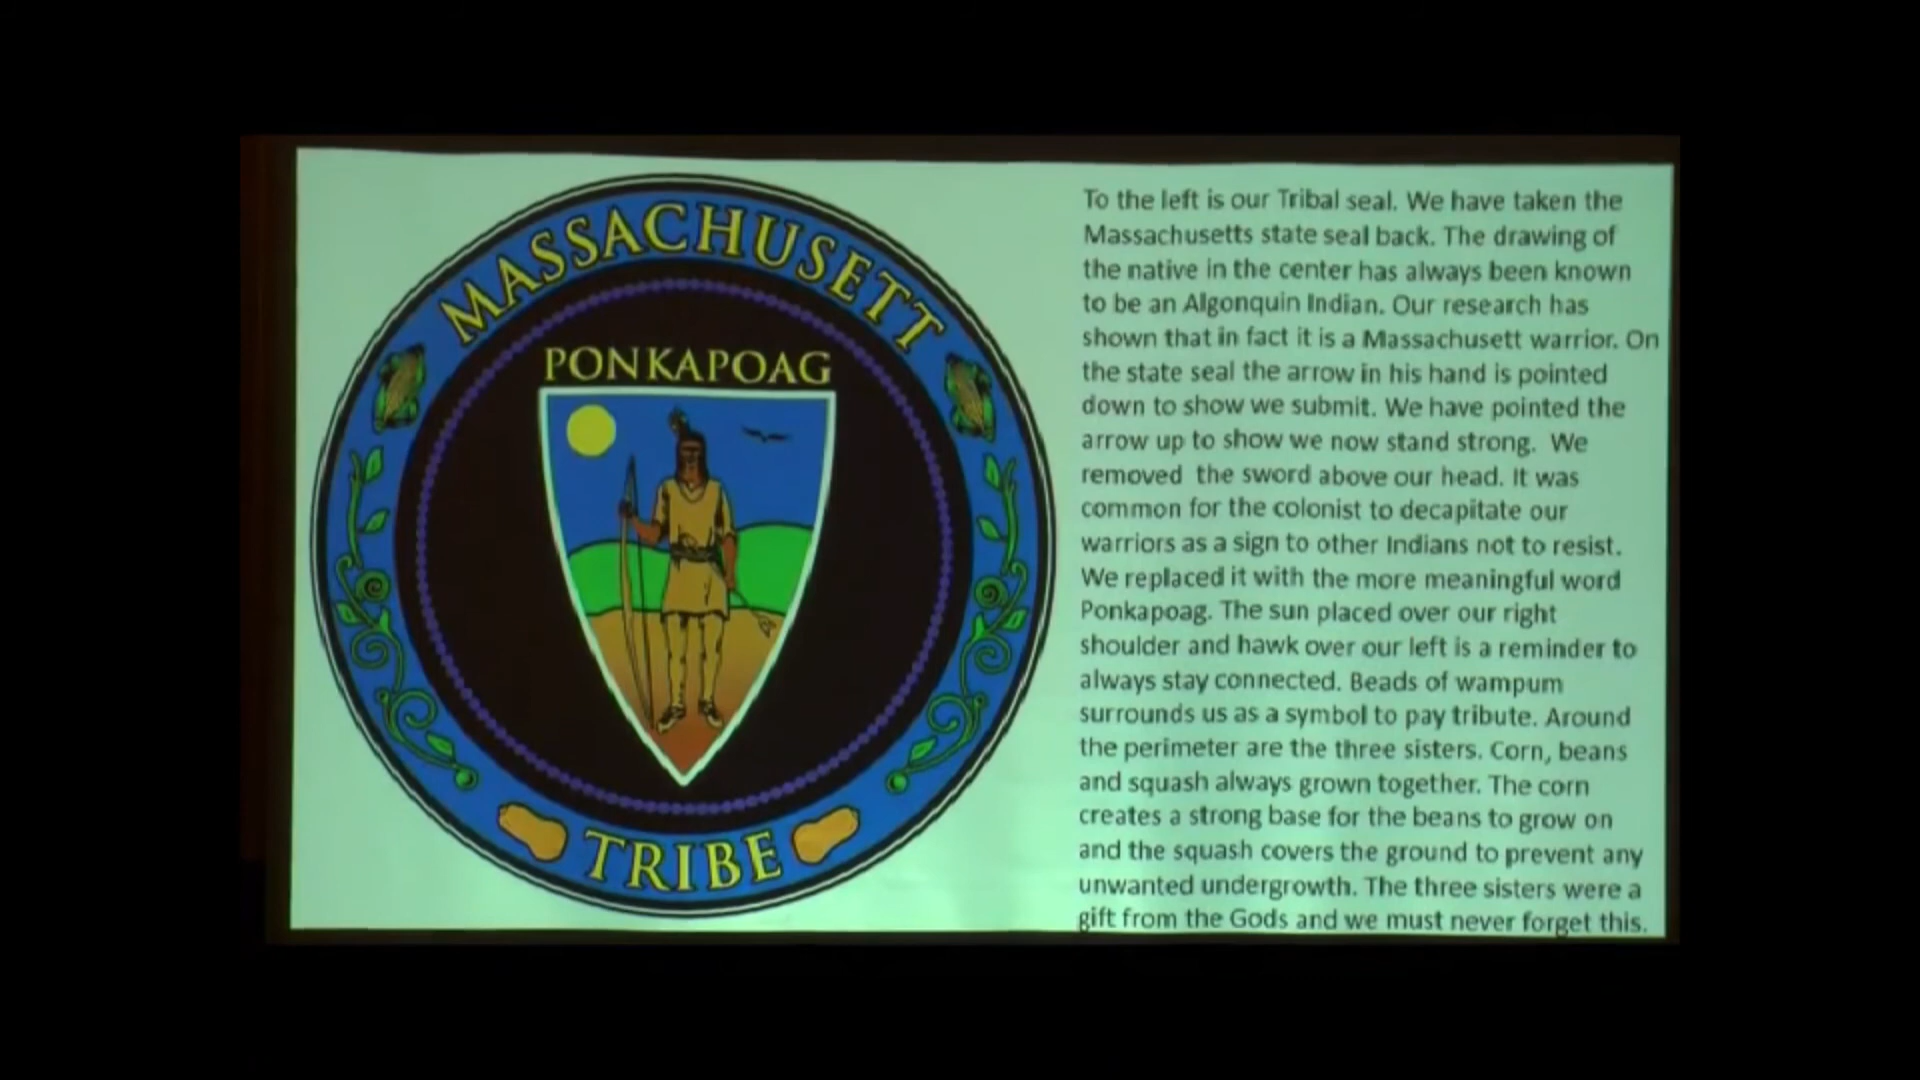 MASSACHUSETT
PONKAPOAG
TRIBE
To the left is our Tribal seal. We have taken the
Massachusetts state seal back. The drawing of
the native in the center has always been known
to be an Algonquin Indian. Our research has
shown that in fact it is a Massachusett warrior. On
the state seal the arrow in his hand is pointed
down to show we submit. We have pointed the
arrow up to show we now stand strong. We
removed the sword above our head. It was
common for the colonist to decapitate our
warriors as a sign to other Indians not to resist.
We replaced it with the more meaningful word
Ponkapoag. The sun placed over our right
shoulder and hawk over our left is a reminder to
always stay connected. Beads of wampum
surrounds us as a symbol to pay tribute. Around
the perimeter are the three sisters. Corn, beans
and squash always grown together. The corn
creates a strong base for the beans to grow on
and the squash covers the ground to prevent any
unwanted undergrowth. The three sisters were a
gift from the Gods and we must never forget this.